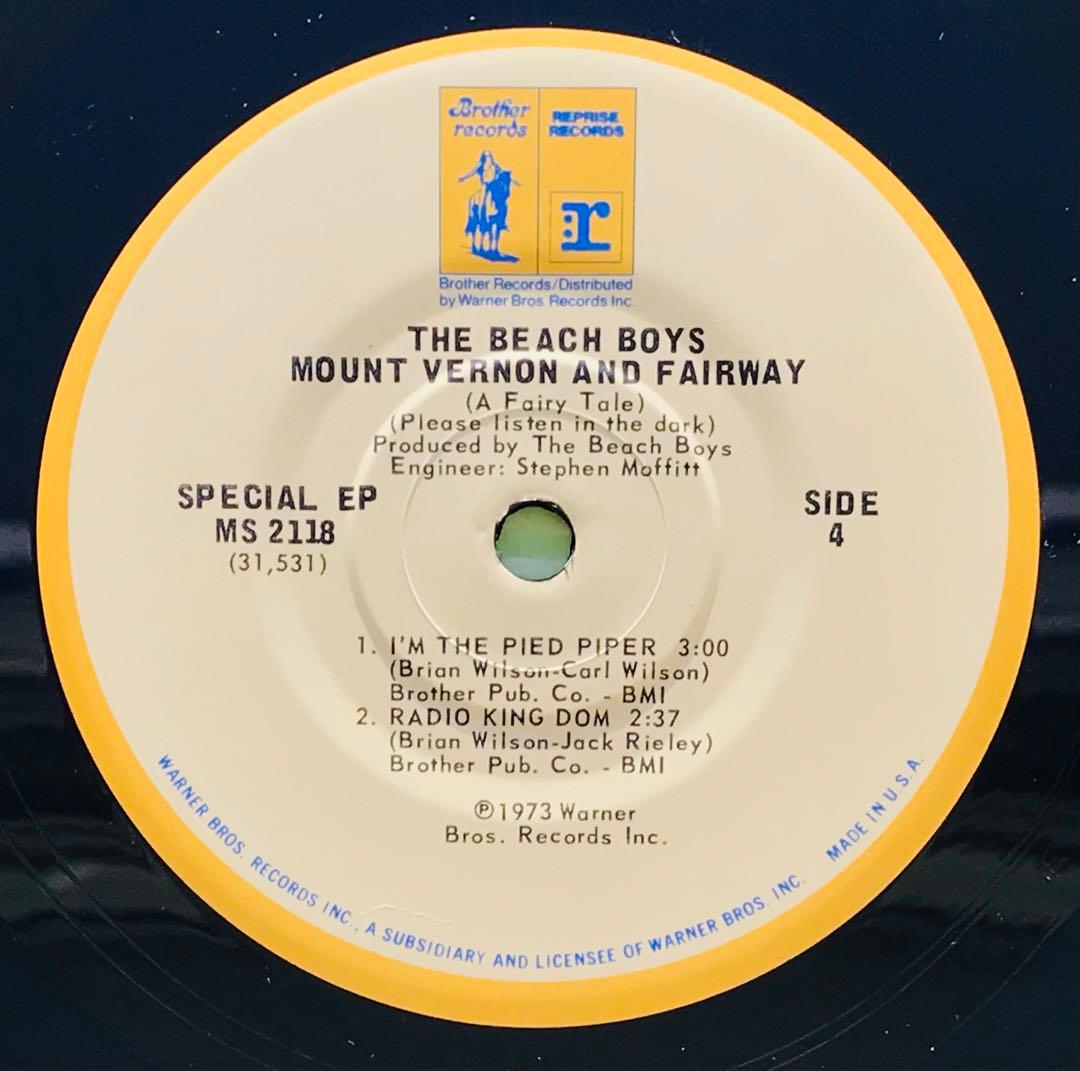 Brother
records
REPRISE
RECORDS
r
Brother Records/Distributed
by Warner Bros. Records Inc.
THE BEACH BOYS
MOUNT VERNON AND FAIRWAY
(A Fairy Tale)
(Please listen in the dark)
Produced by The Beach Boys
Engineer: Stephen Moffitt
SPECIAL EP
MS 2118
(31,531)
SIDE
4
1. I'M THE PIED PIPER 3:00
(Brian Wilson-Carl Wilson)
Brother Pub. Co. - BMI
2. RADIO KING DOM 2:37
(Brian Wilson-Jack Rieley)
Brother Pub. Co. - BMI
℗1973 Warner
Bros. Records Inc.
WARNER BROS. RECORDS INC., A SUBSIDIARY AND LICENSEE OF WARNER BROS. INC. MADE IN U.S.A.